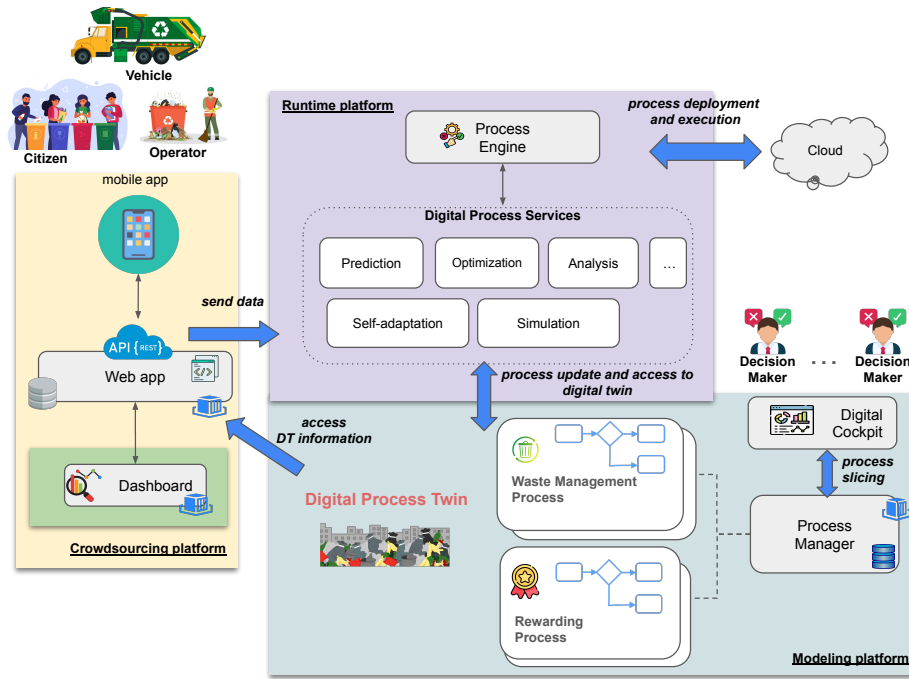 Vehicle
Citizen
Operator
mobile app
API {REST}
Web app
Dashboard
Crowdsourcing platform
send data
access
DT information
Runtime platform
Process
Engine
Digital Process Services
Prediction
Optimization
Analysis
...
Self-adaptation
Simulation
process deployment
and execution
Cloud
process update and access to
digital twin
Decision
Maker
. . .
Decision
Maker
Digital
Cockpit
process
slicing
Process
Manager
Digital Process Twin
Waste Management
Process
Rewarding
Process
Modeling platform